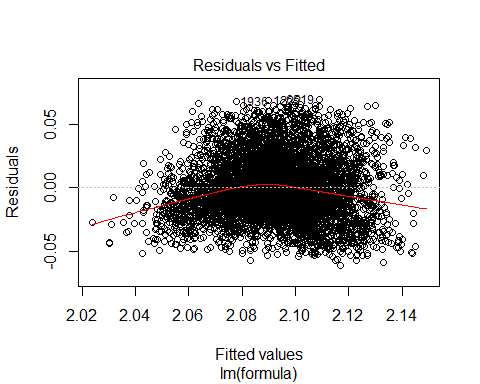 Residuals vs Fitted
Residuals
0.05
0.00
-0.05
2.02 2.04 2.06 2.08 2.10 2.12 2.14
Fitted values
lm(formula)